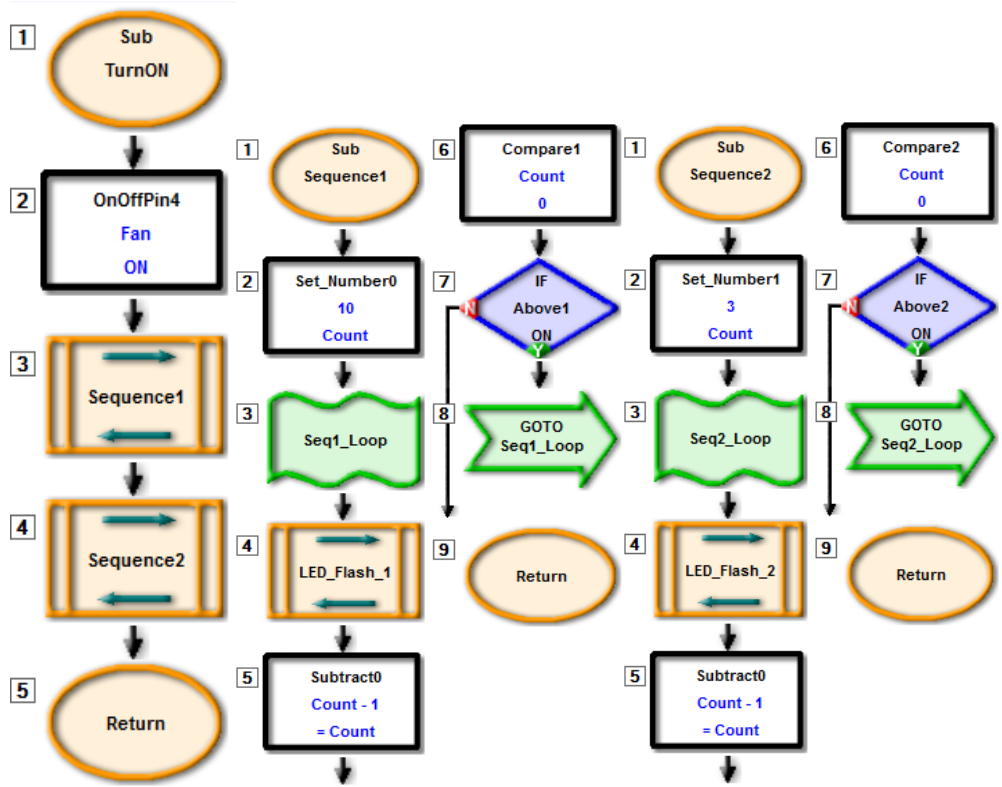 1
Sub
TurnON
2
OnOffPin4
Fan
ON
3
Sequence1
4
Sequence2
5
Return
1
Sub
Sequence1
2
Set_Number0
10
Count
3
Seq1_Loop
4
LED_Flash_1
5
Subtract0
Count - 1
= Count
6
Compare1
Count
0
7
IF
Above1
ON
N
Y
8
GOTO
Seq1_Loop
9
Return
1
Sub
Sequence2
2
Set_Number1
3
Count
3
Seq2_Loop
4
LED_Flash_2
5
Subtract0
Count - 1
= Count
6
Compare2
Count
0
7
IF
Above2
ON
N
Y
8
GOTO
Seq2_Loop
9
Return